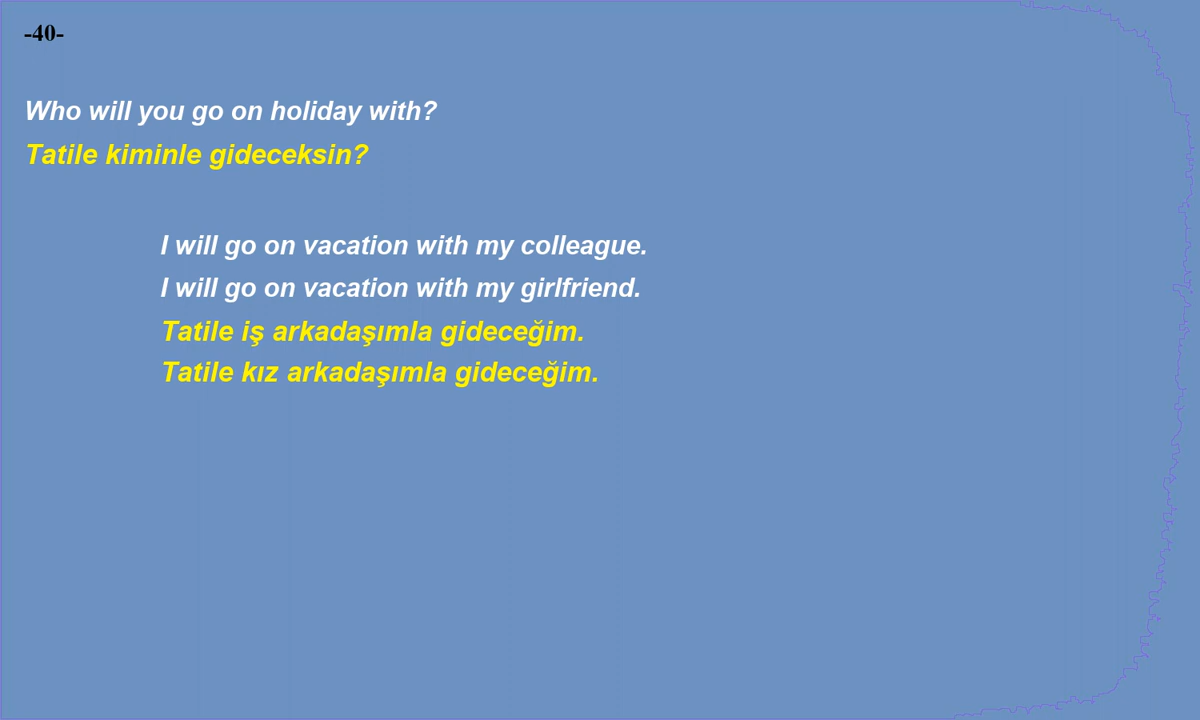 -40-
Who will you go on holiday with?
Tatile kiminle gideceksin?
I will go on vacation with my colleague.
I will go on vacation with my girlfriend.
Tatile iş arkadaşımla gideceğim.
Tatile kız arkadaşımla gideceğim.